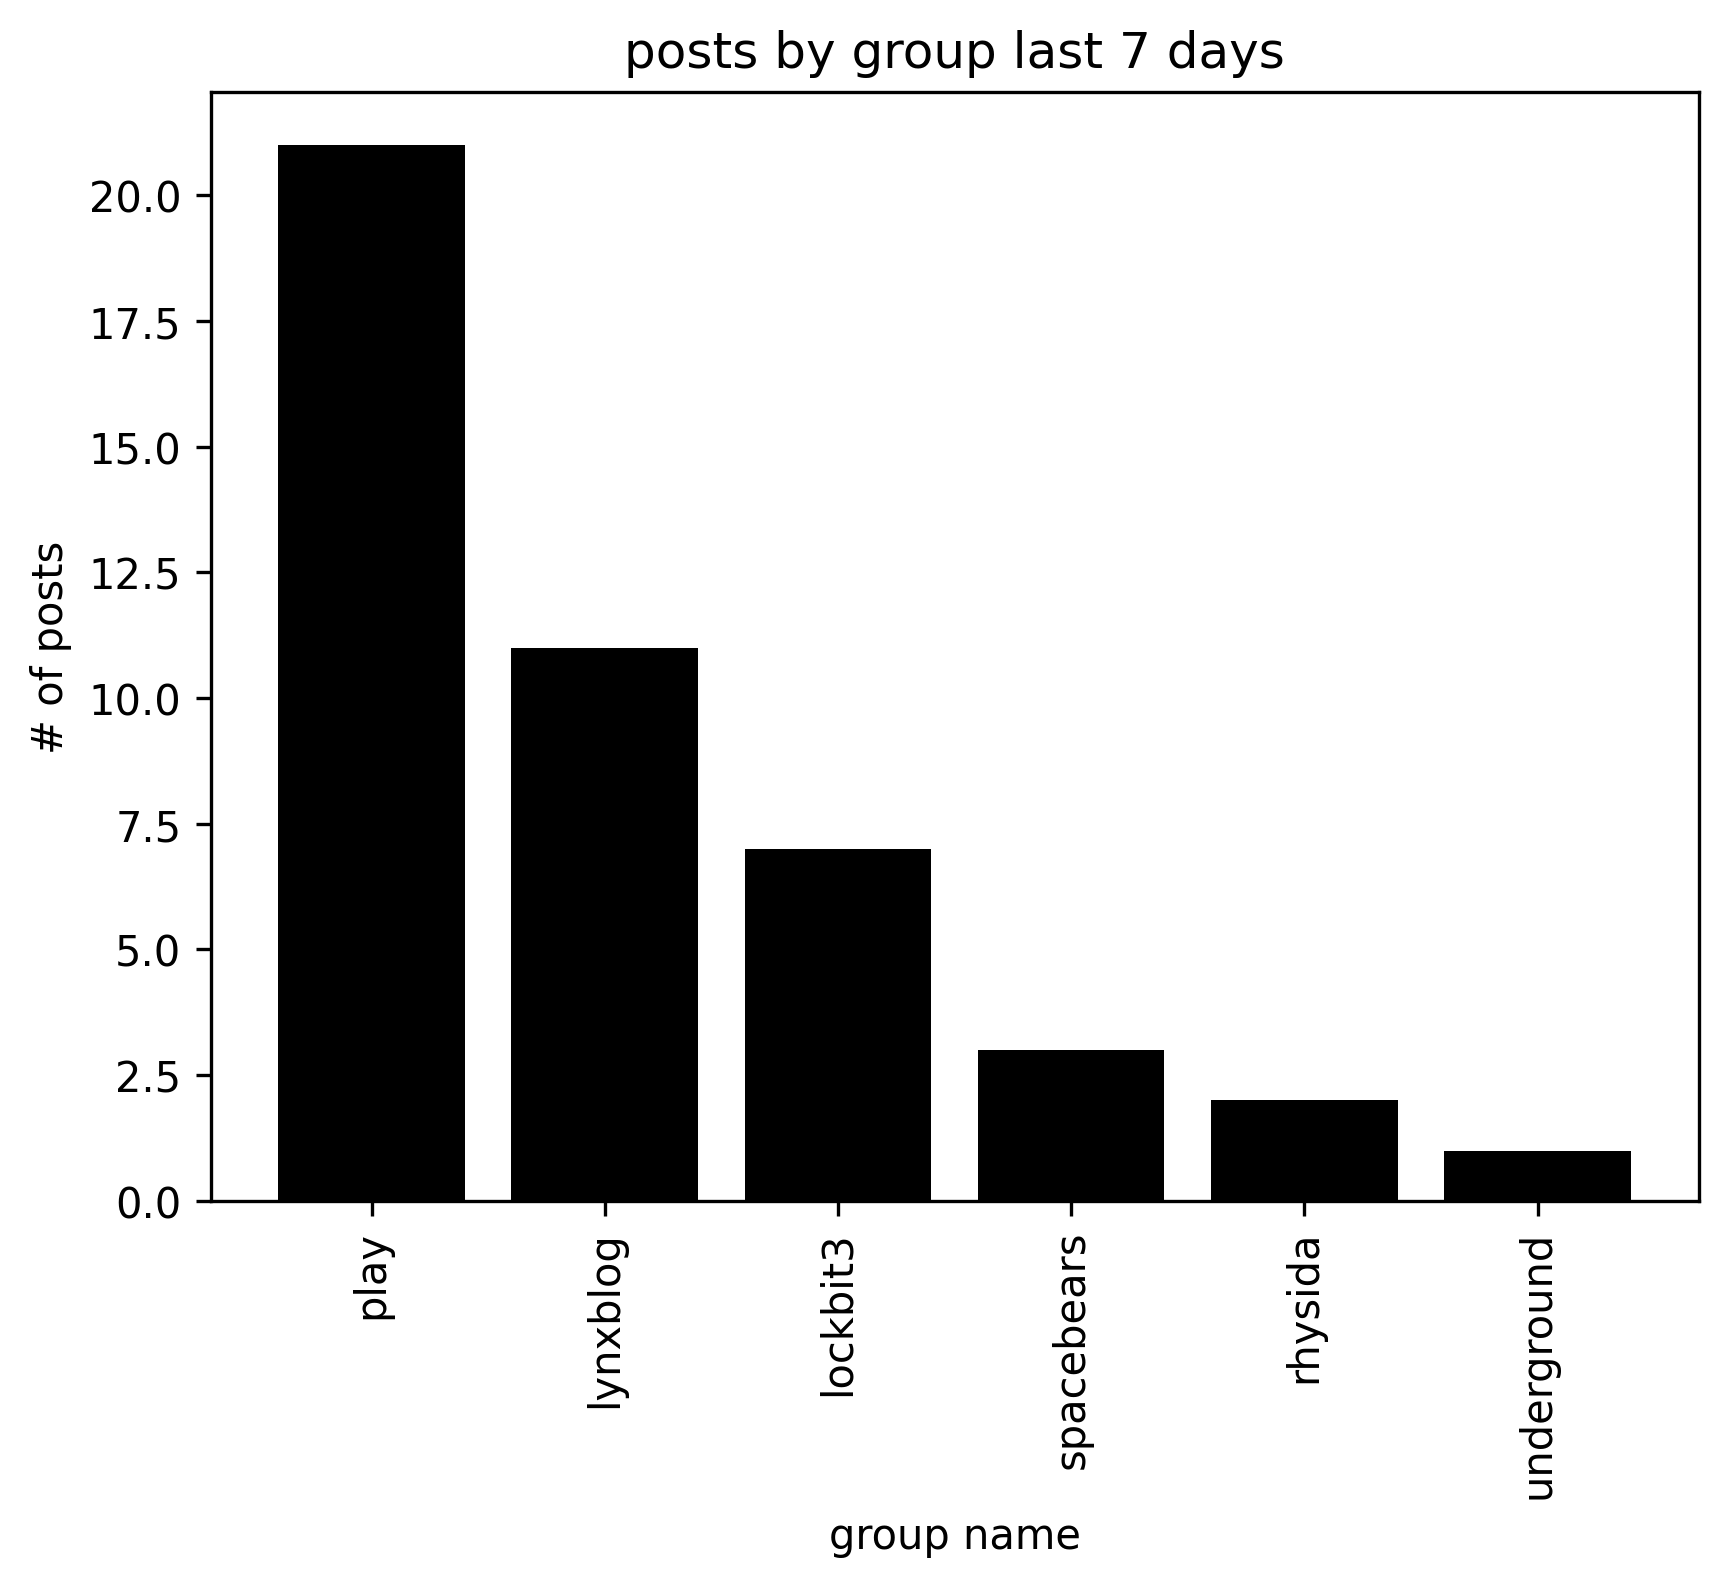 posts by group last 7 days
# of posts
20.0
17.5
15.0
12.5
10.0
7.5
5.0
2.5
0.0
play
lynxblog
lockbit3
spacebears
rhysida
underground
group name